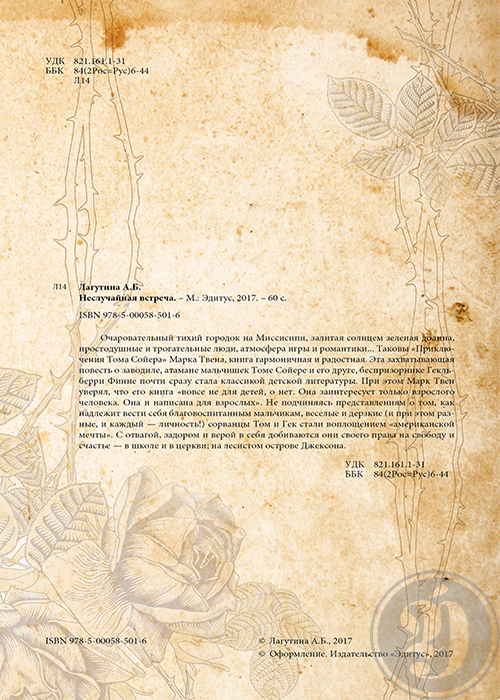 УДК 821.161.1-31
ББК 84(2Рос=Рус)6-44
Л14
Л14 Лагутина А.Б.
Неслучайная встреча. – М.: Эдитус, 2017. – 60 с.
ISBN 978-5-00058-501-6
Очаровательный тихий городок на Миссисипи, залитая солнцем зеленая долина,
простодушные и трогательные люди, атмосфера игры и романтики... Таковы «Приклю-
чения Тома Сойера» Марка Твена, книга гармоничная и радостная. Эта захватывающая
повесть о заводиле, атамане мальчишек Томе Сойере и его друге, беспризорнике Гекль-
берри Финне почти сразу стала классикой детской литературы. При этом Марк Твен
уверял, что его книга «вовсе не для детей, о нет. Она заинтересует только взрослого
человека. Она и написана для взрослых». Не подчиняясь представлениям о том, как
надлежит вести себя благовоспитанным мальчикам, веселые и дерзкие (и при этом раз-
ные, и каждый — личность!) сорванцы Том и Гек стали воплощением «американской
мечты». С отвагой, задором и верой в себя добиваются они своего права на свободу и
счастье — в школе и в церкви; на лесистом острове Джексона.
УДК 821.161.1-31
ББК 84(2Рос=Рус)6-44
ISBN 978-5-00058-501-6
© Лагутина А.Б., 2017
© Оформление. Издательство «Эдитус», 2017